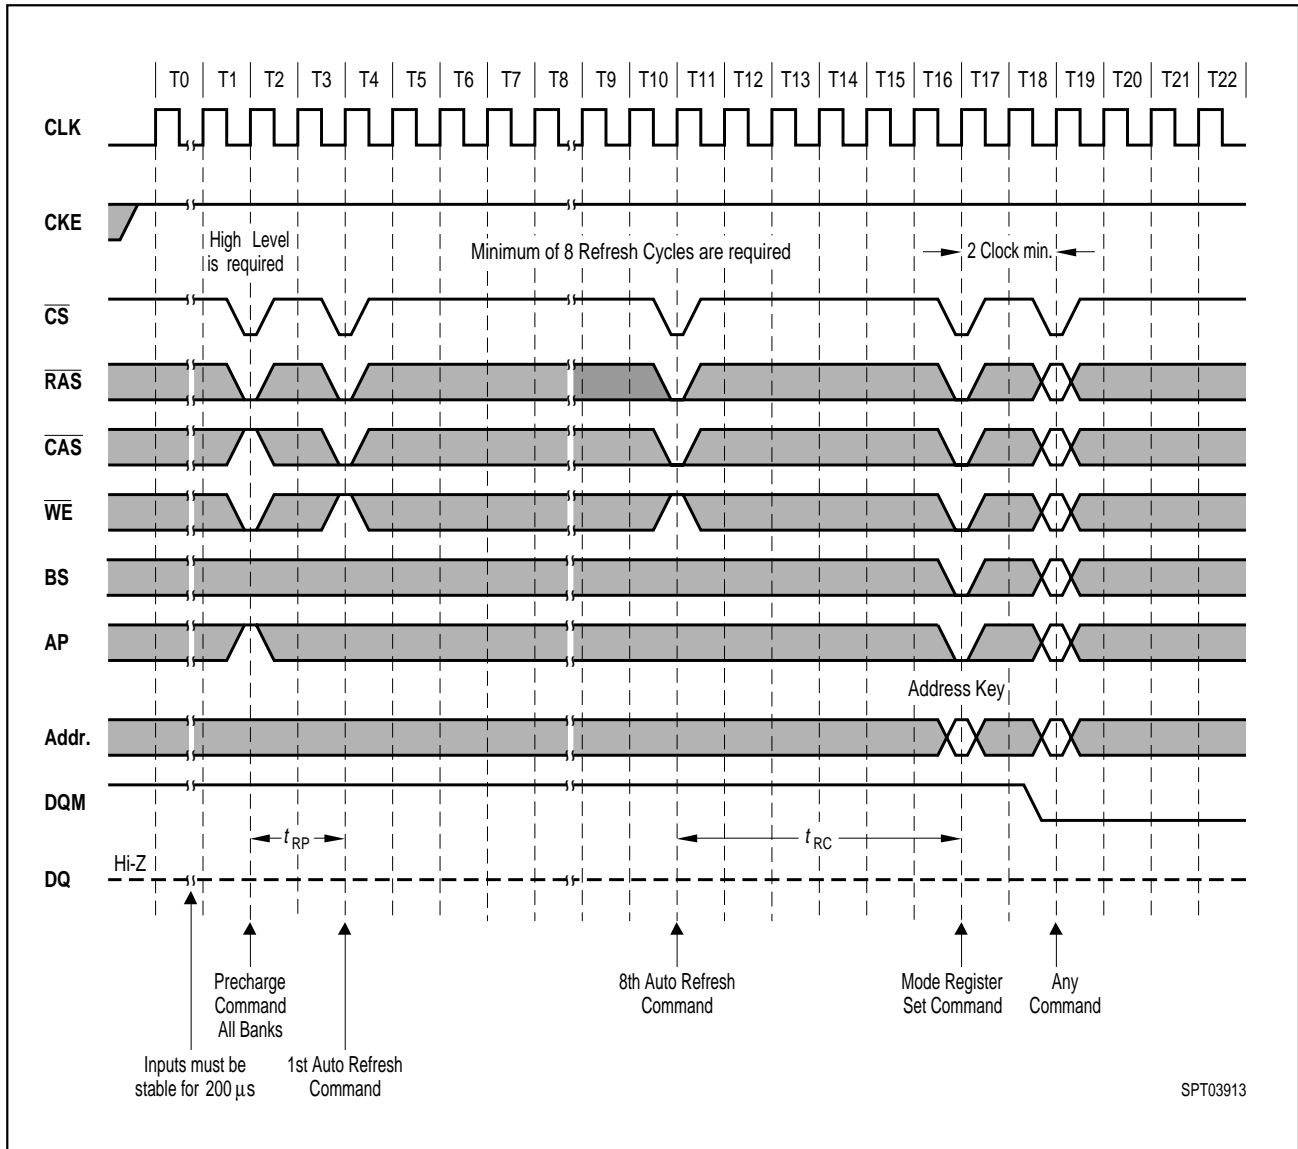 T0 T1 T2 T3 T4 T5 T6 T7 T8 T9 T10 T11 T12 T13 T14 T15 T16 T17 T18 T19 T20 T21 T22
CLK
CKE
High Level
is required
Minimum of 8 Refresh Cycles are required
2 Clock min.
CS
RAS
CAS
WE
BS
AP
Address Key
Addr.
DQM
tRP
tRC
Hi-Z
DQ
Precharge
Command
All Banks
8th Auto Refresh
Command
Mode Register
Set Command
Any
Command
Inputs must be
stable for 200 µs
1st Auto Refresh
Command
SPT03913